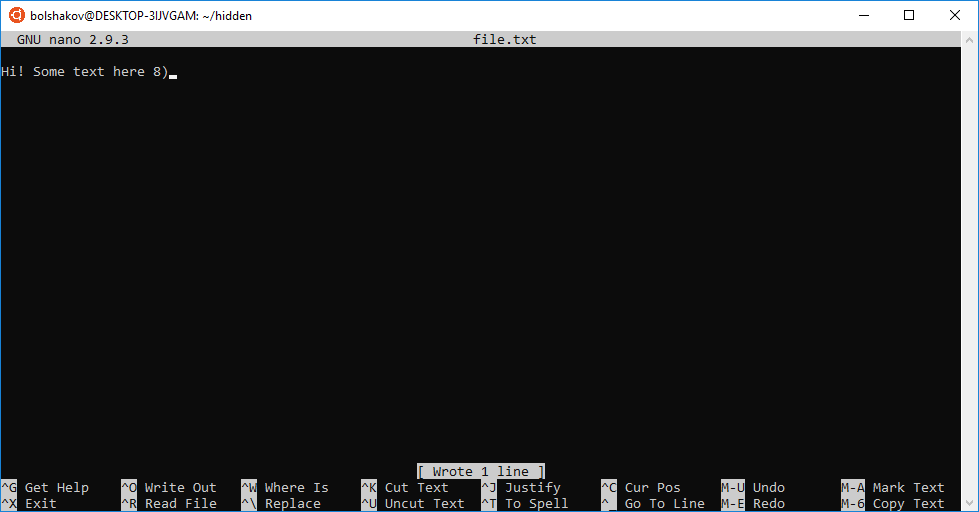 bolshakov@DESKTOP-3IJVGAM: ~/hidden
GNU nano 2.9.3 file.txt
Hi! Some text here 8)
[ Wrote 1 line ]
^G Get Help ^O Write Out ^W Where Is ^K Cut Text ^J Justify ^C Cur Pos M-U Undo M-A Mark Text
^X Exit ^R Read File ^\ Replace ^U Uncut Text ^T To Spell ^_ Go To Line M-E Redo M-6 Copy Text